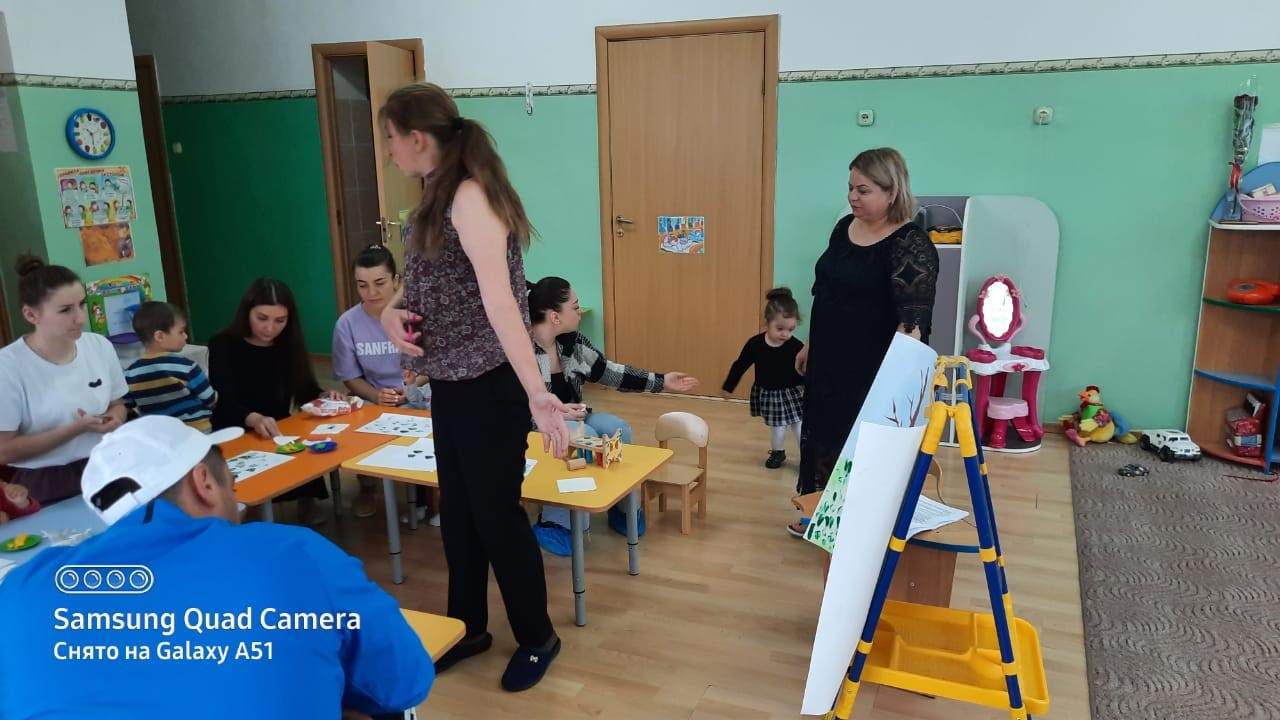 SANFRA
Samsung Quad Camera
Снято на Galaxy A51